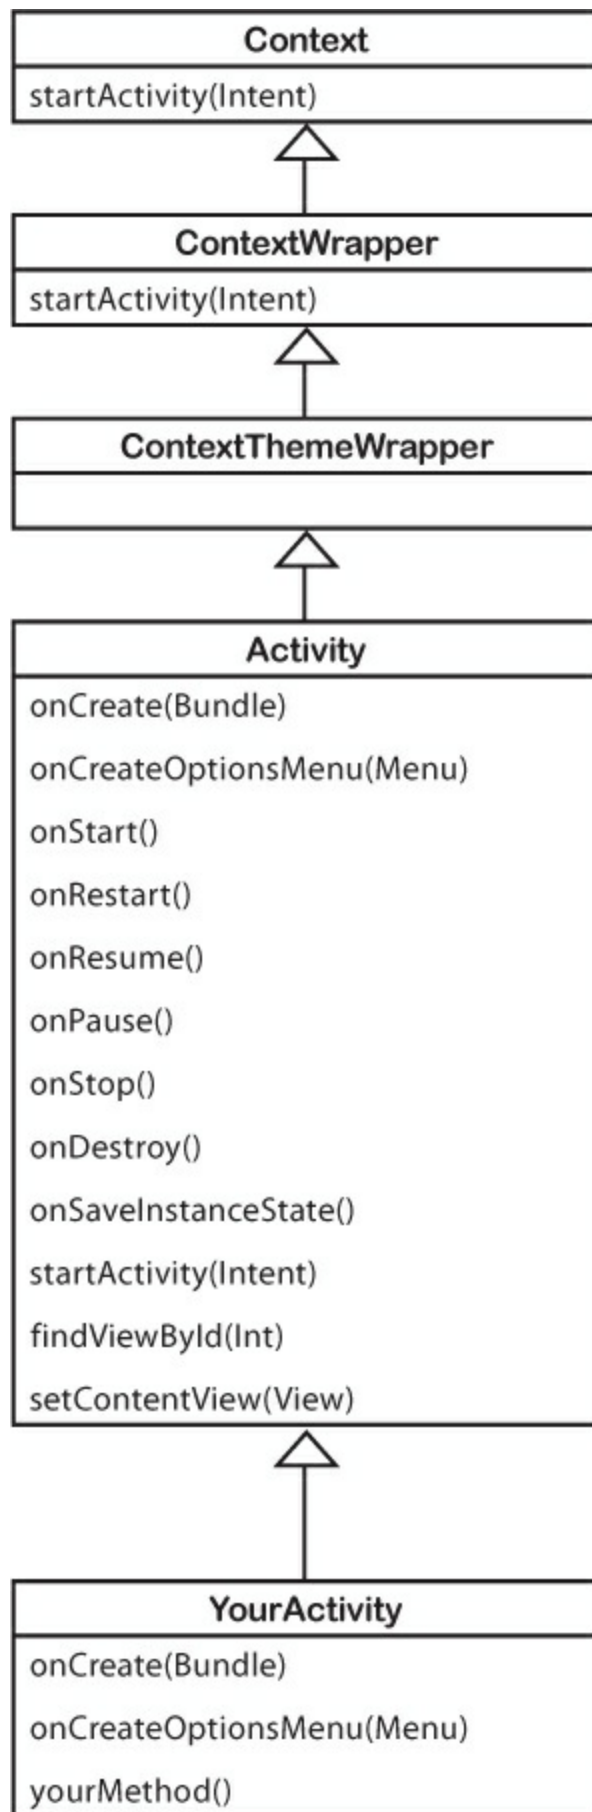 Context
startActivity(Intent)
ContextWrapper
startActivity(Intent)
ContextThemeWrapper
Activity
onCreate(Bundle)
onCreateOptionsMenu(Menu)
onStart()
onRestart()
onResume()
onPause()
onStop()
onDestroy()
onSaveInstanceState()
startActivity(Intent)
findViewById(Int)
setContentView(View)
YourActivity
onCreate(Bundle)
onCreateOptionsMenu(Menu)
yourMethod()